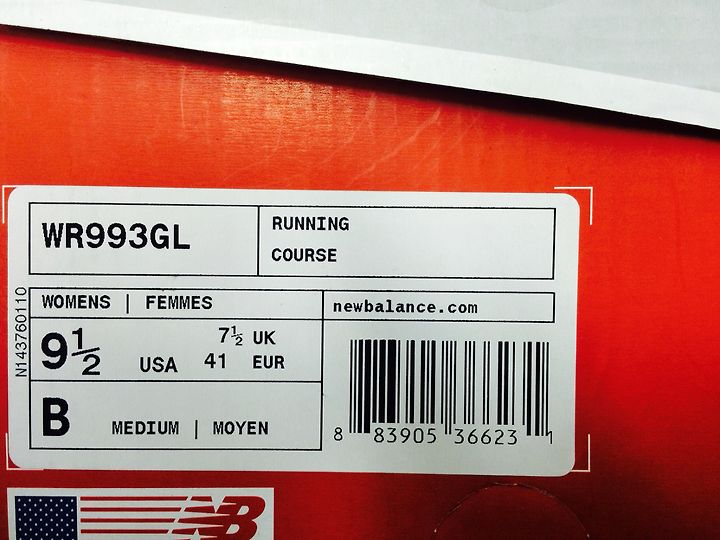 WR993GL
RUNNING
COURSE
WOMENS | FEMMES
newbalance.com
9½ USA
7½ UK
41 EUR
B MEDIUM | MOYEN
8 83905 36623 1
N143760110
NB